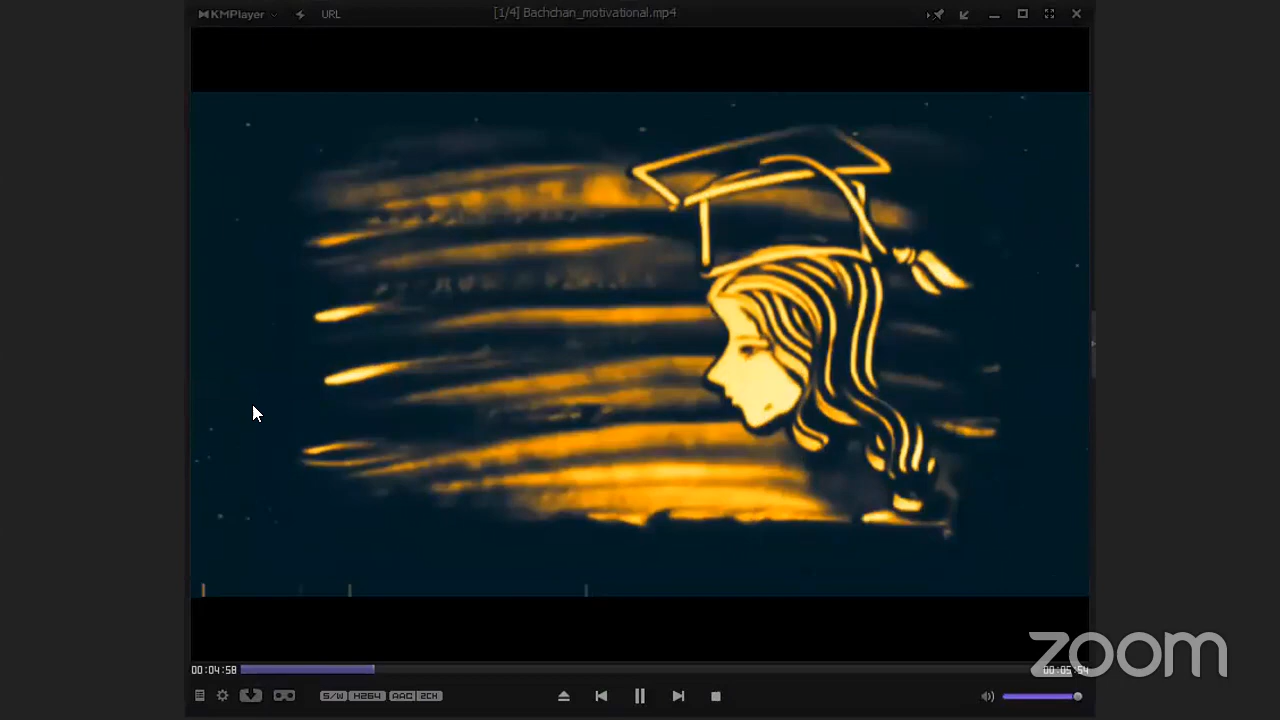 KMPlayer URL [1/4] Bachchan_motivational.mp4
00:04:58 00:05:54
S/W H264 AAC 2CH
zoom